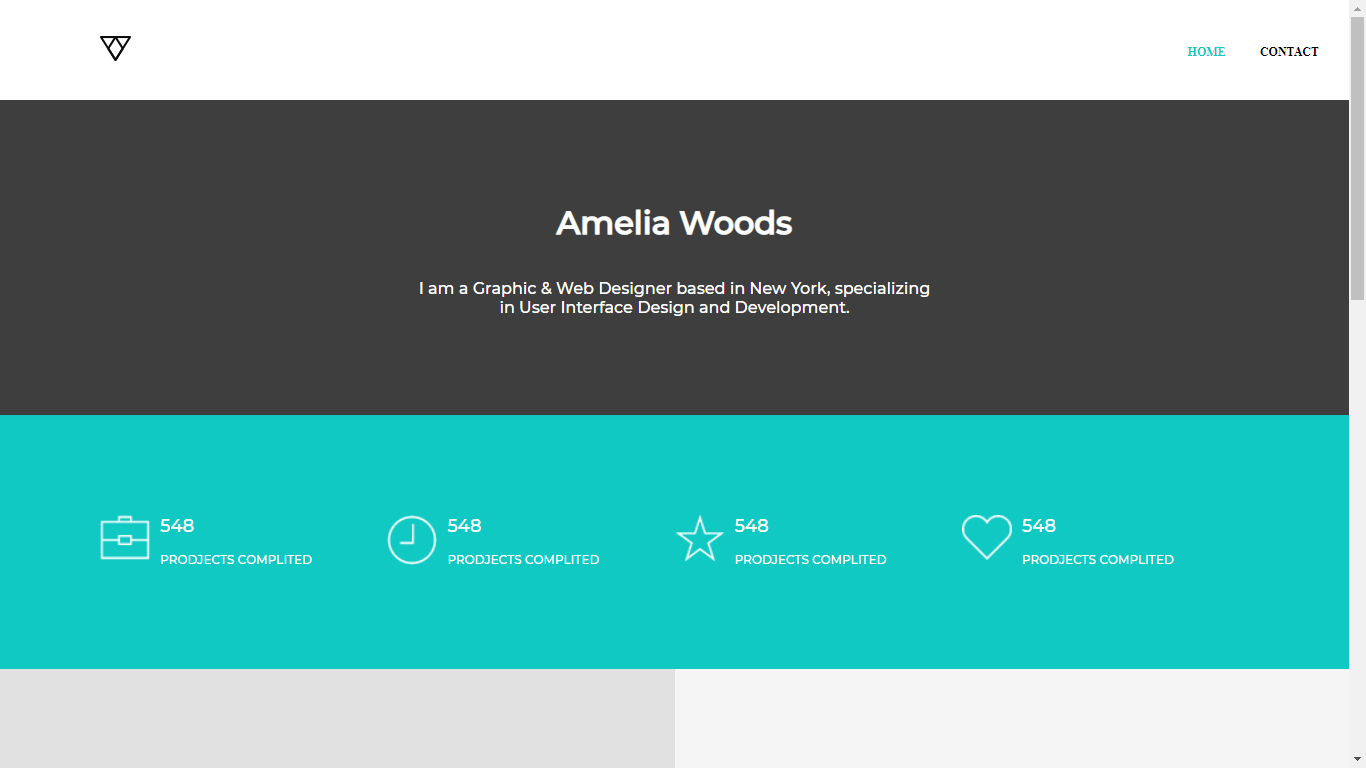 HOME
CONTACT
Amelia Woods
I am a Graphic & Web Designer based in New York, specializing
in User Interface Design and Development.
548
PRODJECTS COMPLITED
548
PRODJECTS COMPLITED
548
PRODJECTS COMPLITED
548
PRODJECTS COMPLITED